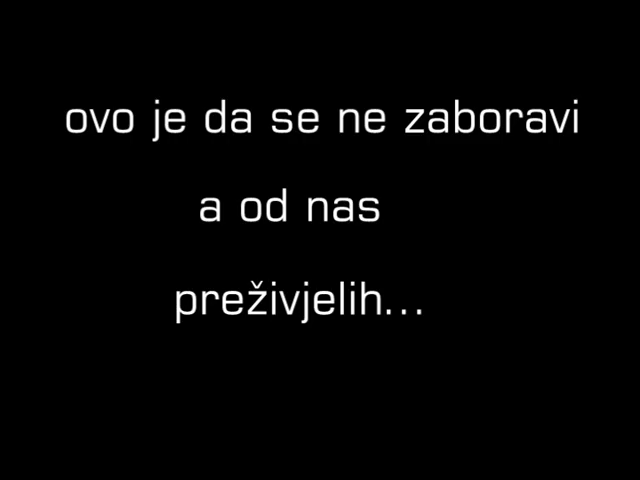 ovo je da se ne zaboravi
a od nas
preživjelih...